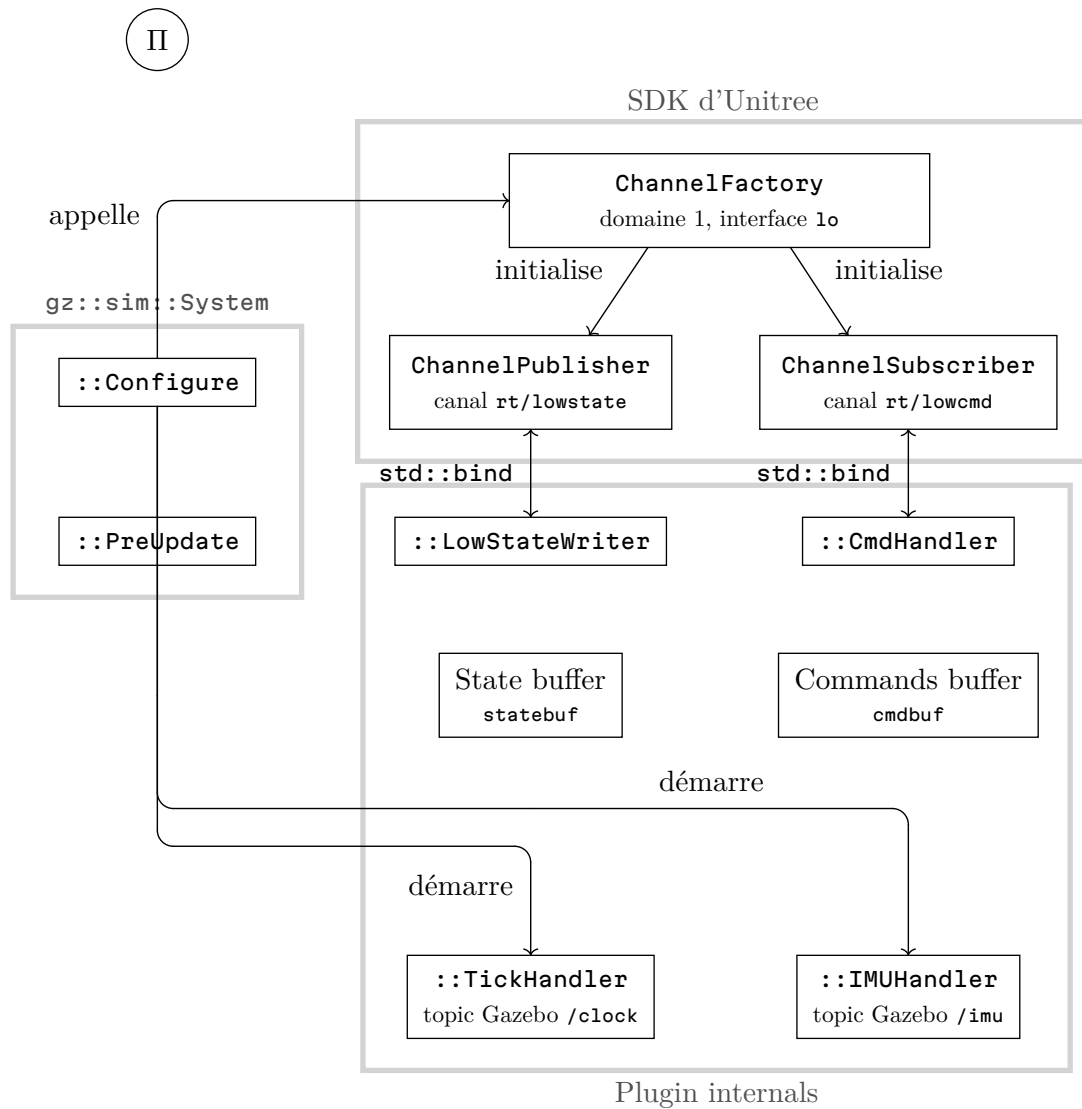 Π
SDK d'Unitree
ChannelFactory
domaine 1, interface lo
appelle
initialise
initialise
gz::sim::System
::Configure
ChannelPublisher
canal rt/lowstate
ChannelSubscriber
canal rt/lowcmd
std::bind
std::bind
::PreUpdate
::LowStateWriter
::CmdHandler
State buffer
statebuf
Commands buffer
cmdbuf
démarre
démarre
::TickHandler
topic Gazebo /clock
::IMUHandler
topic Gazebo /imu
Plugin internals